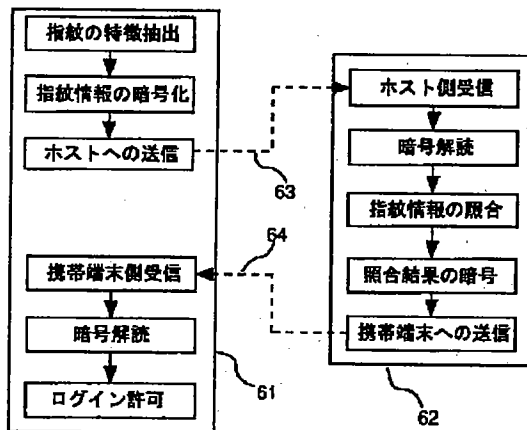 指紋の特徴抽出
指紋情報の暗号化
ホストへの送信
63
ホスト側受信
暗号解読
指紋情報の照合
照合結果の暗号
携帯端末への送信
62
64
携帯端末側受信
暗号解読
ログイン許可
61